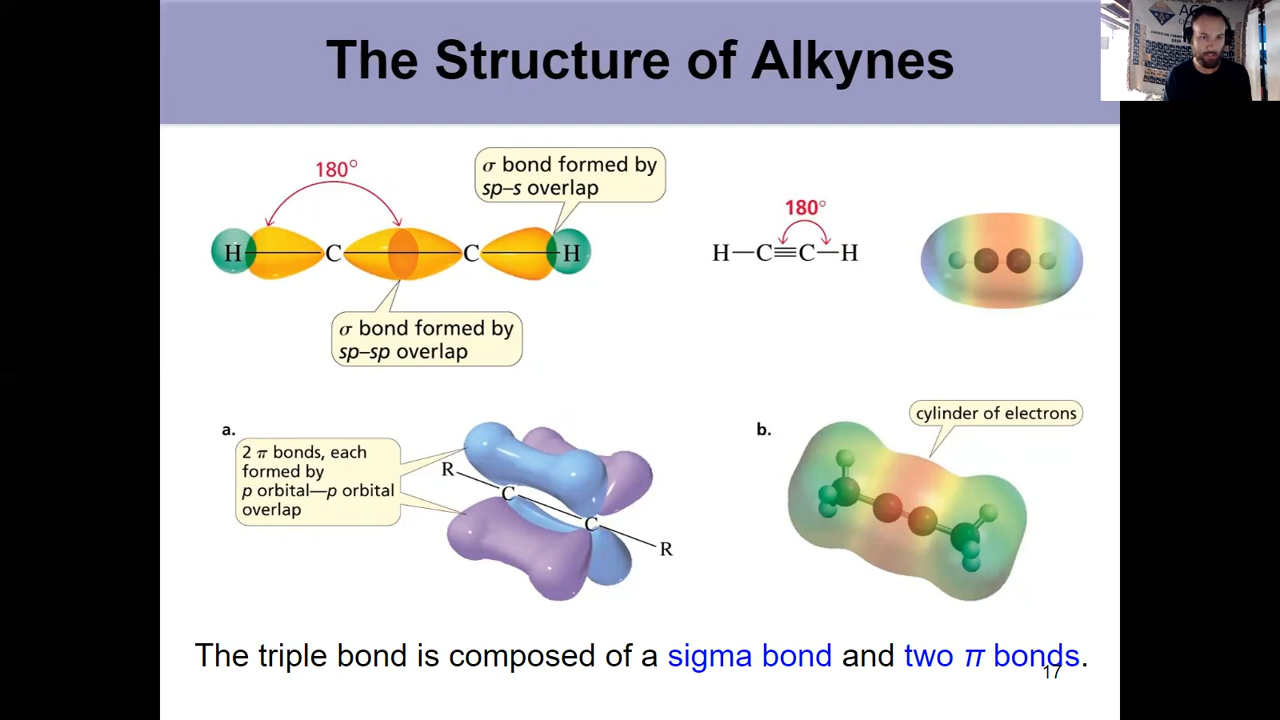 The Structure of Alkynes
180°
σ bond formed by
sp–s overlap
H C C H
σ bond formed by
sp–sp overlap
180°
H—C≡C—H
a.
2 π bonds, each
formed by
p orbital—p orbital
overlap
R
C
C
R
b.
cylinder of electrons
The triple bond is composed of a sigma bond and two π bonds.
17